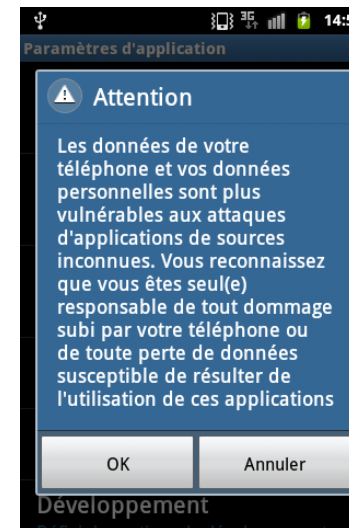 3G 14:5
Paramètres d'application
Attention
Les données de votre
téléphone et vos données
personnelles sont plus
vulnérables aux attaques
d'applications de sources
inconnues. Vous reconnaissez
que vous êtes seul(e)
responsable de tout dommage
subi par votre téléphone ou
de toute perte de données
susceptible de résulter de
l'utilisation de ces applications
OK Annuler
Développement